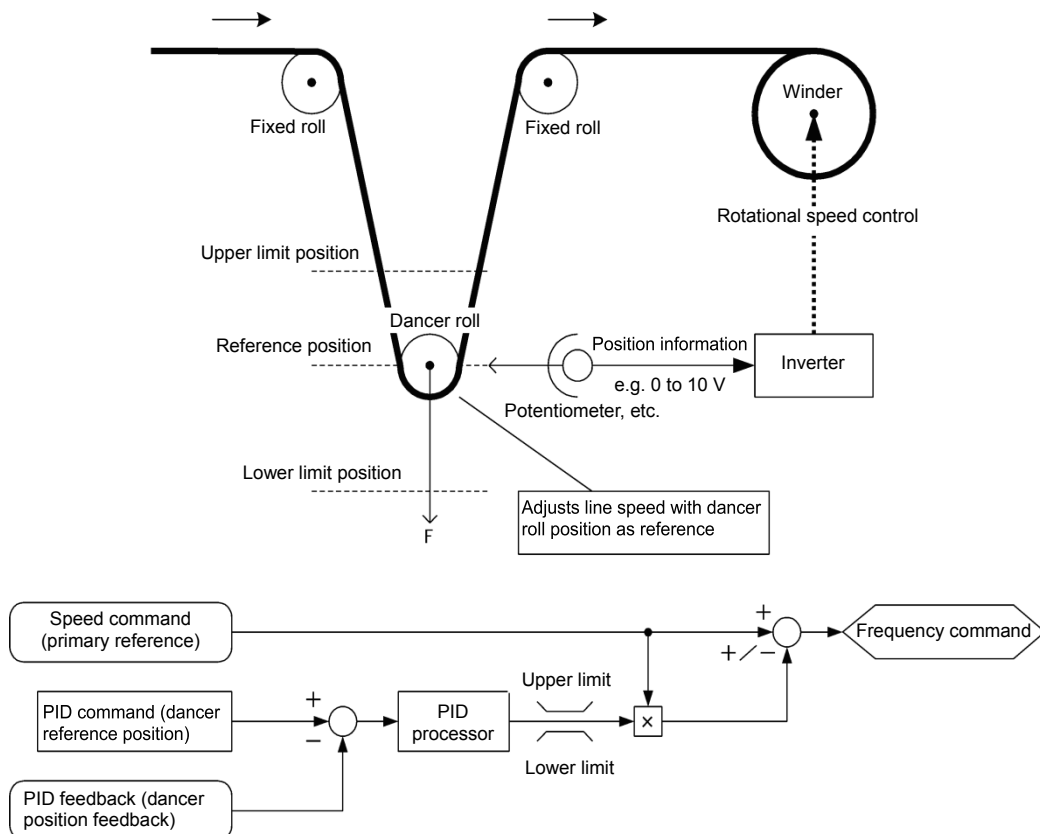 Fixed roll
Fixed roll
Winder
Rotational speed control
Upper limit position
Dancer roll
Reference position
Position information
e.g. 0 to 10 V
Inverter
Potentiometer, etc.
Lower limit position
F
Adjusts line speed with dancer
roll position as reference
Speed command
(primary reference)
+
+/−
Frequency command
PID command (dancer
reference position)
+
−
PID
processor
Upper limit
Lower limit
×
PID feedback (dancer
position feedback)